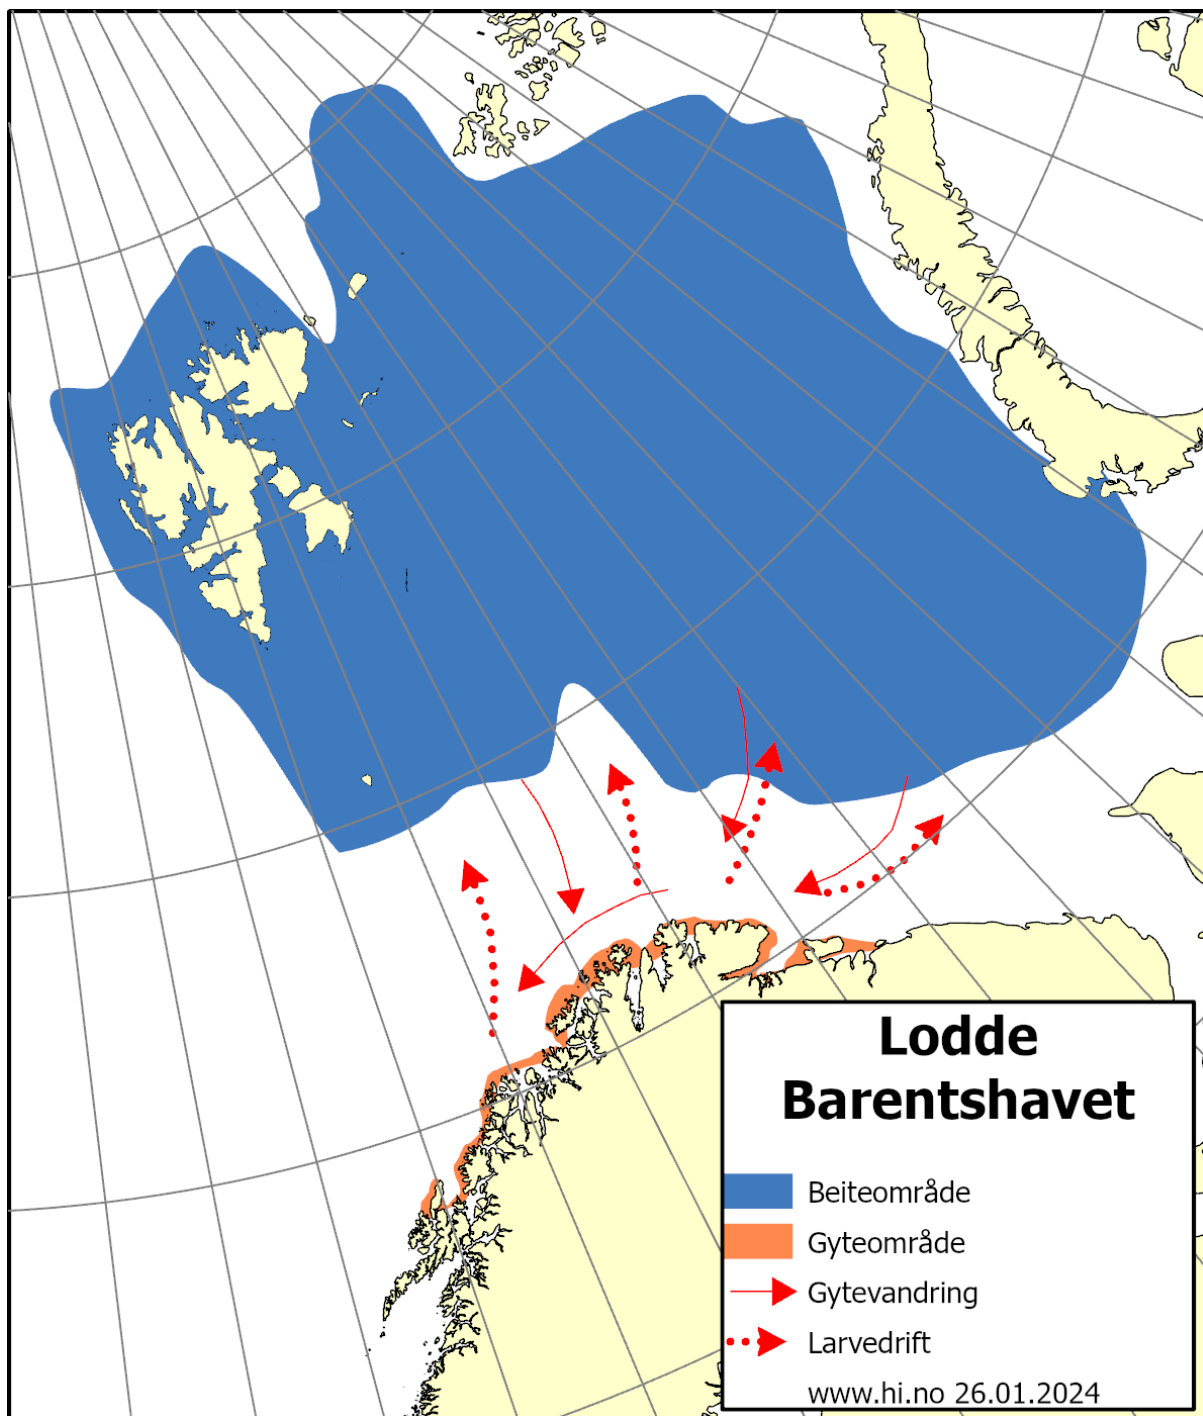 Lodde
Barentshavet
Beiteområde
Gyteområde
Gytevandring
Larvedrift
www.hi.no 26.01.2024